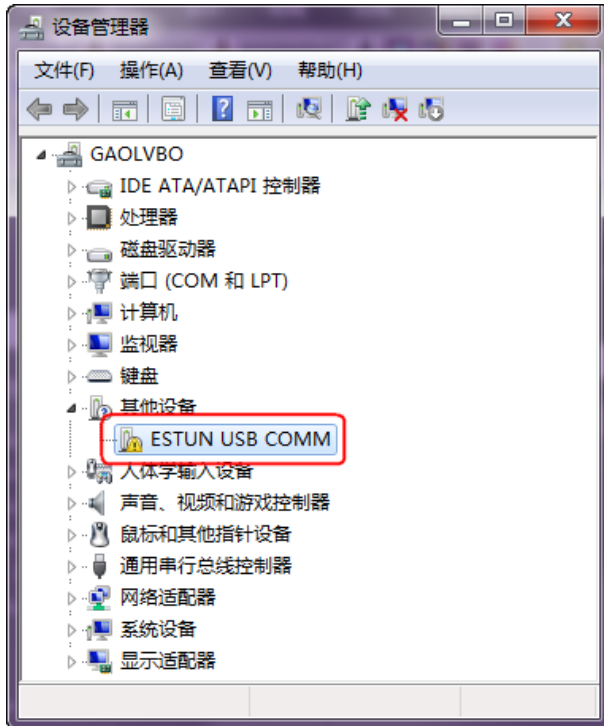 设备管理器
文件(F) 操作(A) 查看(V) 帮助(H)
GAOLVBO
IDE ATA/ATAPI 控制器
处理器
磁盘驱动器
端口 (COM 和 LPT)
计算机
监视器
键盘
其他设备
ESTUN USB COMM
人体学输入设备
声音、视频和游戏控制器
鼠标和其他指针设备
通用串行总线控制器
网络适配器
系统设备
显示适配器